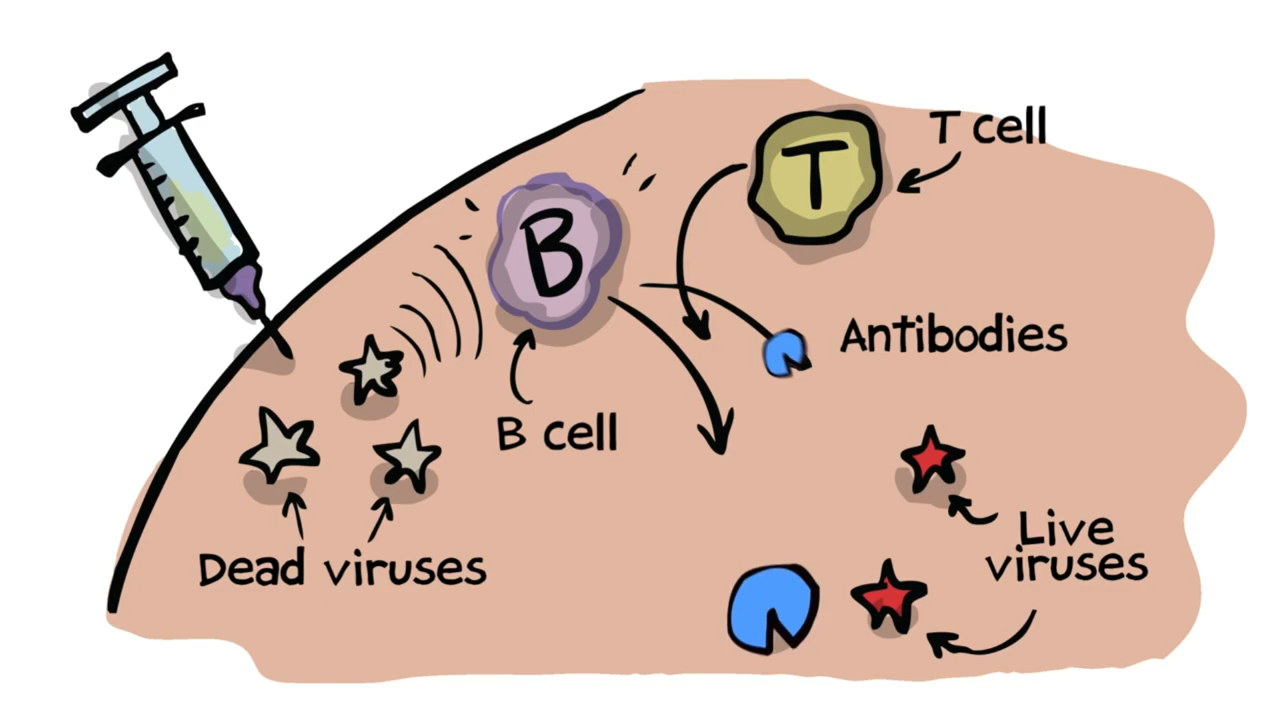 T cell
T
B
Antibodies
B cell
Live
viruses
Dead viruses